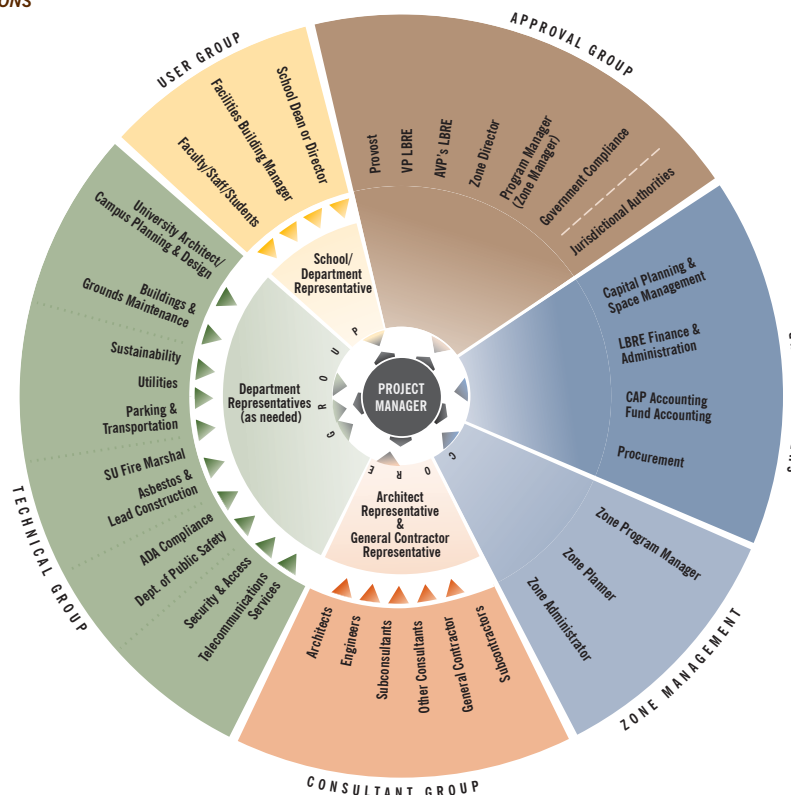 ONS
USER GROUP
School Dean or Director
Facilities Building Manager
Faculty/Staff/Students
School/
Department
Representative
APPROVAL GROUP
Provost
VP LBRE
AVP's LBRE
Zone Director
Program Manager
(Zone Manager)
Government Compliance
Jurisdictional Authorities
Capital Planning &
Space Management
LBRE Finance &
Administration
CAP Accounting
Fund Accounting
Procurement
ZONE MANAGEMENT
Zone Program Manager
Zone Planner
Zone Administrator
CONSULTANT GROUP
Architects
Engineers
Subconsultants
Other Consultants
General Contractor
Subcontractors
Architect
Representative
&
General Contractor
Representative
TECHNICAL GROUP
University Architect/
Campus Planning & Design
Buildings &
Grounds Maintenance
Sustainability
Utilities
Parking &
Transportation
SU Fire Marshal
Asbestos &
Lead Construction
ADA Compliance
Dept. of Public Safety
Security & Access
Telecommunications
Services
Department
Representatives
(as needed)
CORE GROUP
PROJECT
MANAGER